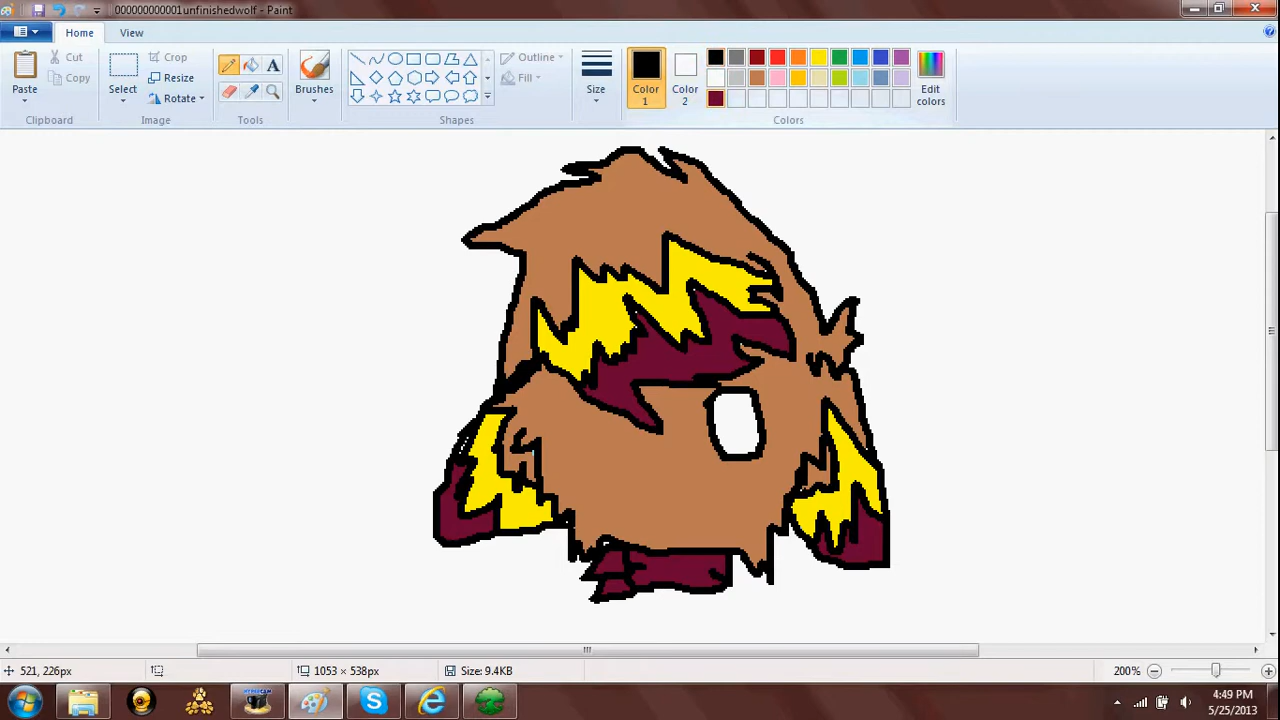 000000000001unfinishedwolf - Paint
Home View
Paste
Cut
Copy
Clipboard
Select
Crop
Resize
Rotate
Image
A
Tools
Brushes
Outline
Fill
Shapes
Size
Color 1
Color 2
Edit colors
Colors
521, 226px
1053 × 538px
Size: 9.4KB
200%
HYPERCAM
4:49 PM
5/25/2013